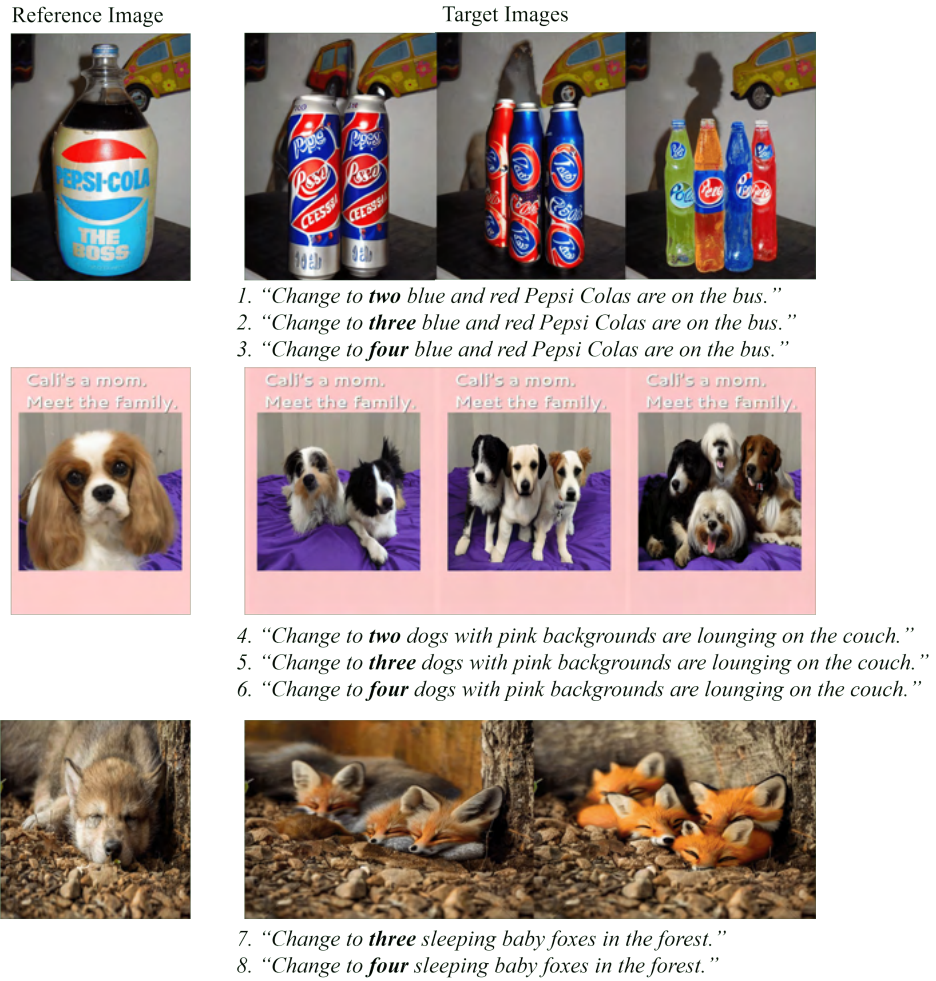 Reference Image
Target Images
PEPSI-COLA
THE
BOSS
1. “Change to two blue and red Pepsi Colas are on the bus.”
2. “Change to three blue and red Pepsi Colas are on the bus.”
3. “Change to four blue and red Pepsi Colas are on the bus.”
Cali's a mom.
Meet the family.
Cali's a mom.
Meet the family.
Cali's a mom.
Meet the family.
Cali's a mom.
Meet the family.
4. “Change to two dogs with pink backgrounds are lounging on the couch.”
5. “Change to three dogs with pink backgrounds are lounging on the couch.”
6. “Change to four dogs with pink backgrounds are lounging on the couch.”
7. “Change to three sleeping baby foxes in the forest.”
8. “Change to four sleeping baby foxes in the forest.”